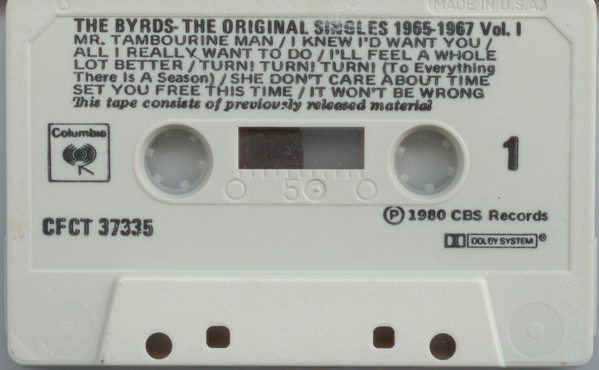 (MADE IN U.S.A.)
THE BYRDS-THE ORIGINAL SINGLES 1965-1967 Vol. I
MR. TAMBOURINE MAN / I KNEW I'D WANT YOU /
ALL I REALLY WANT TO DO / I'LL FEEL A WHOLE
LOT BETTER / TURN! TURN! TURN! (To Everything
There Is A Season) / SHE DON'T CARE ABOUT TIME
SET YOU FREE THIS TIME / IT WON'T BE WRONG
This tape consists of previously released material
Columbia
1
50
CFCT 37335
Ⓟ 1980 CBS Records
DOLBY SYSTEM®